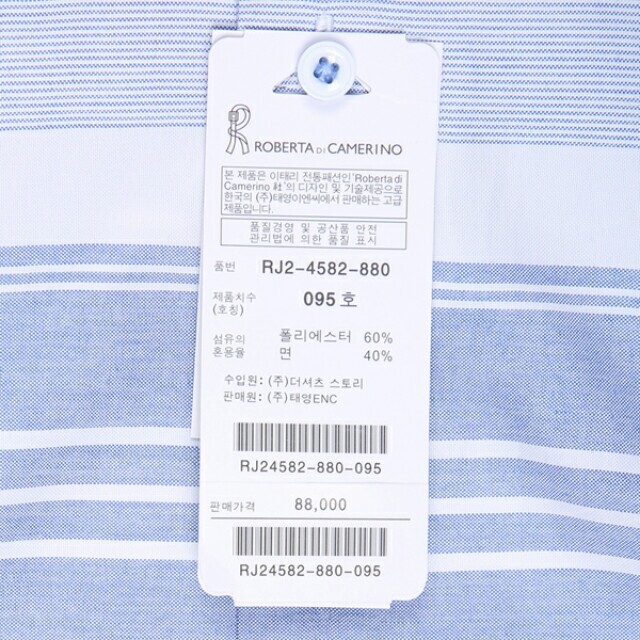 ROBERTA DI CAMERINO
본 제품은 이태리 전통패션인 'Roberta di
Camerino 社'의 디자인 및 기술제공으로
한국의 (주)태양이엔씨에서 판매하는 고급
제품입니다.
품질경영 및 공산품 안전
관리법에 의한 품질 표시
품번 RJ2-4582-880
제품치수 095 호
(호칭)
섬유의 폴리에스터 60%
혼용율 면 40%
수입원: (주)더셔츠 스토리
판매원: (주)태영ENC
RJ24582-880-095
판매가격 88,000
RJ24582-880-095